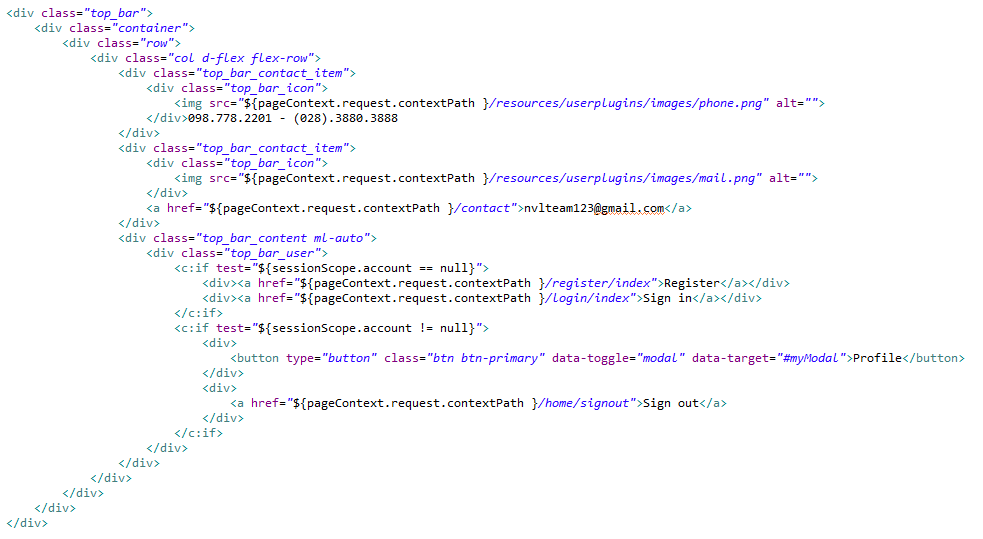 <div class="top_bar">
    <div class="container">
        <div class="row">
            <div class="col d-flex flex-row">
                <div class="top_bar_contact_item">
                    <div class="top_bar_icon">
                        <img src="${pageContext.request.contextPath }/resources/userplugins/images/phone.png" alt="">
                    </div>098.778.2201 - (028).3880.3888
                </div>
                <div class="top_bar_contact_item">
                    <div class="top_bar_icon">
                        <img src="${pageContext.request.contextPath }/resources/userplugins/images/mail.png" alt="">
                    </div>
                    <a href="${pageContext.request.contextPath }/contact">nvlteam123@gmail.com</a>
                </div>
                <div class="top_bar_content ml-auto">
                    <div class="top_bar_user">
                        <c:if test="${sessionScope.account == null}">
                            <div><a href="${pageContext.request.contextPath }/register/index">Register</a></div>
                            <div><a href="${pageContext.request.contextPath }/login/index">Sign in</a></div>
                        </c:if>
                        <c:if test="${sessionScope.account != null}">
                            <div>
                                <button type="button" class="btn btn-primary" data-toggle="modal" data-target="#myModal">Profile</button>
                            </div>
                            <div>
                                <a href="${pageContext.request.contextPath }/home/signout">Sign out</a>
                            </div>
                        </c:if>
                    </div>
                </div>
            </div>
        </div>
    </div>
</div>